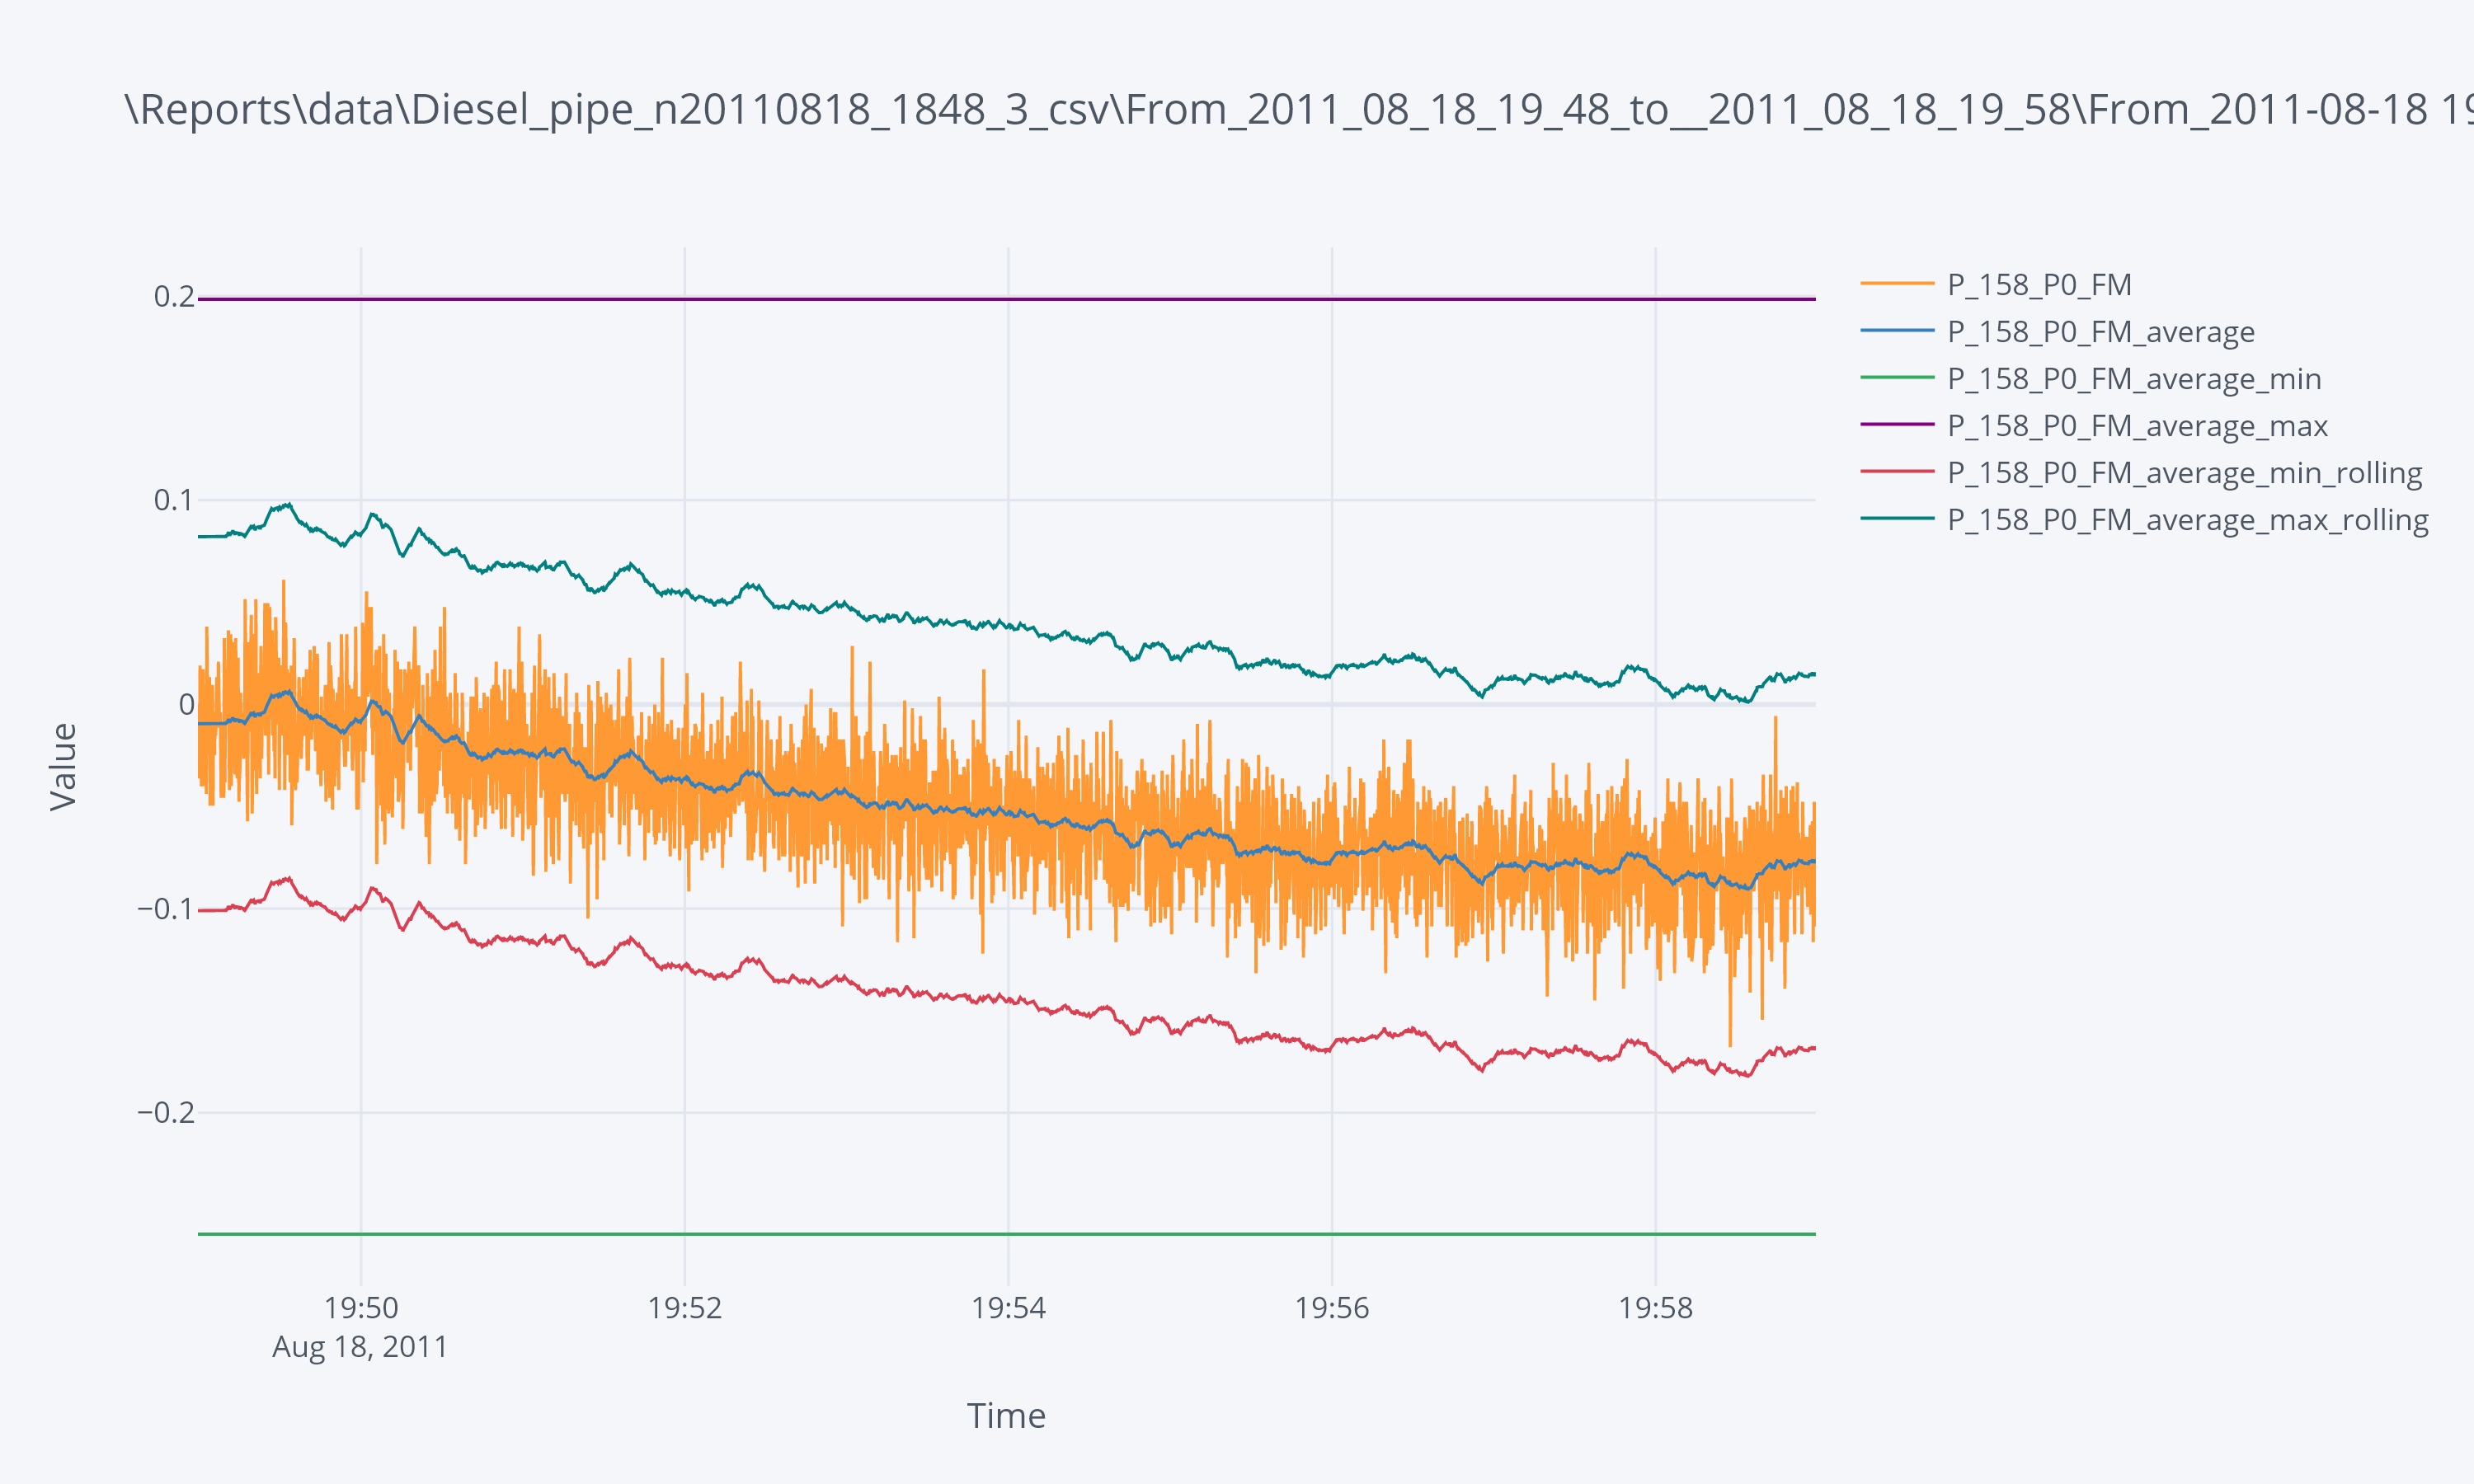 \Reports\data\Diesel_pipe_n20110818_1848_3_csv\From_2011_08_18_19_48_to__2011_08_18_19_58\From_2011-08-18 19
0.2
0.1
0
−0.1
−0.2
Value
19:50
19:52
19:54
19:56
19:58
Aug 18, 2011
Time
P_158_P0_FM
P_158_P0_FM_average
P_158_P0_FM_average_min
P_158_P0_FM_average_max
P_158_P0_FM_average_min_rolling
P_158_P0_FM_average_max_rolling